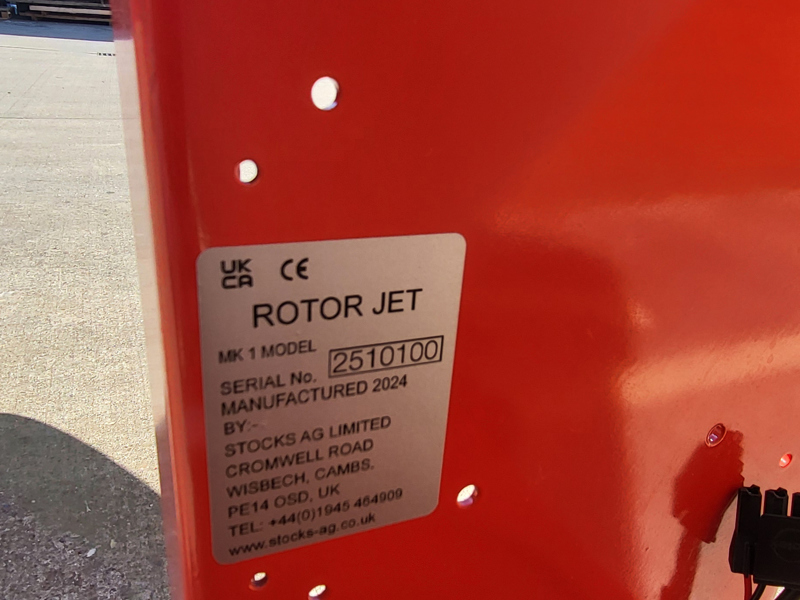 UK
CA CE
ROTOR JET
MK 1 MODEL
SERIAL No. 2510100
MANUFACTURED 2024
BY:-
STOCKS AG LIMITED
CROMWELL ROAD
WISBECH, CAMBS,
PE14 OSD, UK
TEL: +44(0)1945 464909
www.stocks-ag.co.uk